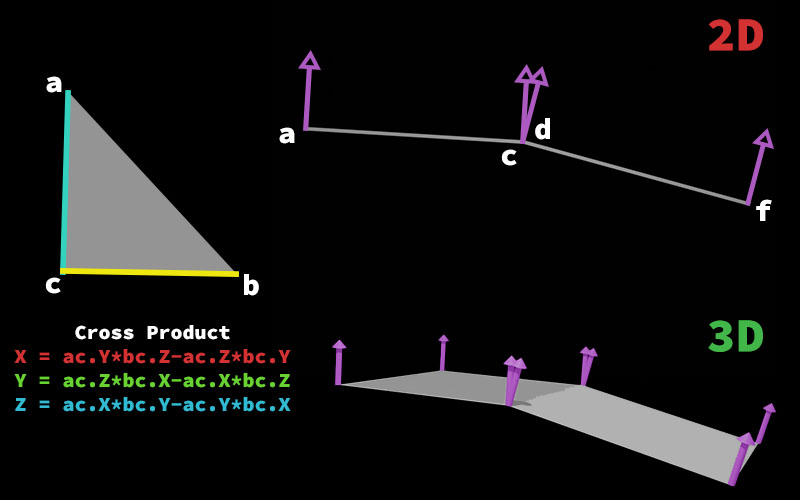 a
c
b
Cross Product
X = ac.Y*bc.Z-ac.Z*bc.Y
Y = ac.Z*bc.X-ac.X*bc.Z
Z = ac.X*bc.Y-ac.Y*bc.X
2D
a
d
c
f
3D